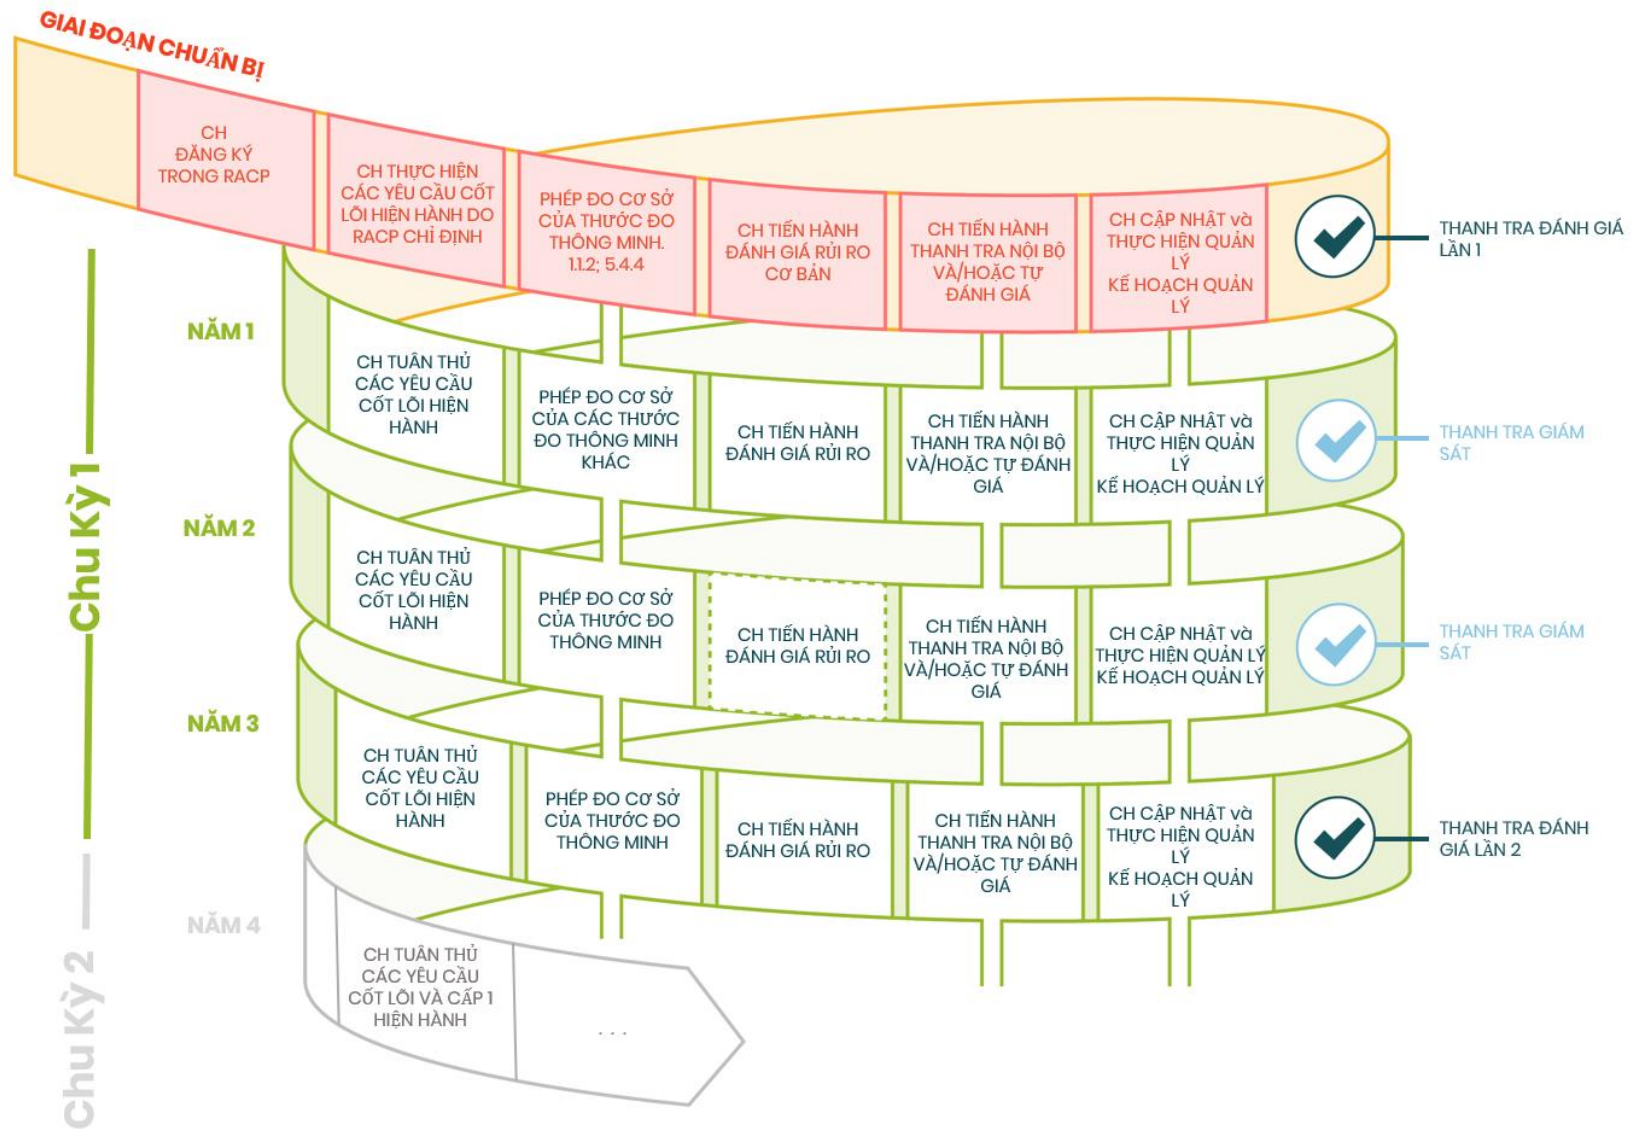 GIAI ĐOẠN CHUẨN BỊ
CH
ĐĂNG KÝ
TRONG RACP
CH THỰC HIỆN
CÁC YÊU CẦU CỐT
LÕI HIỆN HÀNH DO
RACP CHỈ ĐỊNH
PHÉP ĐO CƠ SỞ
CỦA THƯỚC ĐO
THÔNG MINH.
1.1.2; 5.4.4
CH TIẾN HÀNH
ĐÁNH GIÁ RỦI RO
CƠ BẢN
CH TIẾN HÀNH
THANH TRA NỘI BỘ
VÀ/HOẶC TỰ
ĐÁNH GIÁ
CH CẬP NHẬT và
THỰC HIỆN QUẢN
LÝ
KẾ HOẠCH QUẢN
LÝ
THANH TRA ĐÁNH GIÁ
LẦN 1
Chu Kỳ 1
NĂM 1
CH TUÂN THỦ
CÁC YÊU CẦU
CỐT LÕI HIỆN
HÀNH
PHÉP ĐO CƠ SỞ
CỦA CÁC THƯỚC
ĐO THÔNG MINH
KHÁC
CH TIẾN HÀNH
ĐÁNH GIÁ RỦI RO
CH TIẾN HÀNH
THANH TRA NỘI BỘ
VÀ/HOẶC TỰ ĐÁNH
GIÁ
CH CẬP NHẬT và
THỰC HIỆN QUẢN
LÝ
KẾ HOẠCH QUẢN LÝ
THANH TRA GIÁM
SÁT
NĂM 2
CH TUÂN THỦ
CÁC YÊU CẦU
CỐT LÕI HIỆN
HÀNH
PHÉP ĐO CƠ SỞ
CỦA THƯỚC ĐO
THÔNG MINH
CH TIẾN HÀNH
ĐÁNH GIÁ RỦI RO
CH TIẾN HÀNH
THANH TRA NỘI BỘ
VÀ/HOẶC TỰ ĐÁNH
GIÁ
CH CẬP NHẬT và
THỰC HIỆN QUẢN LÝ
KẾ HOẠCH QUẢN LÝ
THANH TRA GIÁM
SÁT
NĂM 3
CH TUÂN THỦ
CÁC YÊU CẦU
CỐT LÕI HIỆN
HÀNH
PHÉP ĐO CƠ SỞ
CỦA THƯỚC ĐO
THÔNG MINH
CH TIẾN HÀNH
ĐÁNH GIÁ RỦI RO
CH TIẾN HÀNH
THANH TRA NỘI BỘ
VÀ/HOẶC TỰ ĐÁNH
GIÁ
CH CẬP NHẬT và
THỰC HIỆN QUẢN
LÝ
KẾ HOẠCH QUẢN
LÝ
THANH TRA ĐÁNH
GIÁ LẦN 2
Chu Kỳ 2
NĂM 4
CH TUÂN THỦ
CÁC YÊU CẦU
CỐT LÕI VÀ CẤP 1
HIỆN HÀNH
. . .